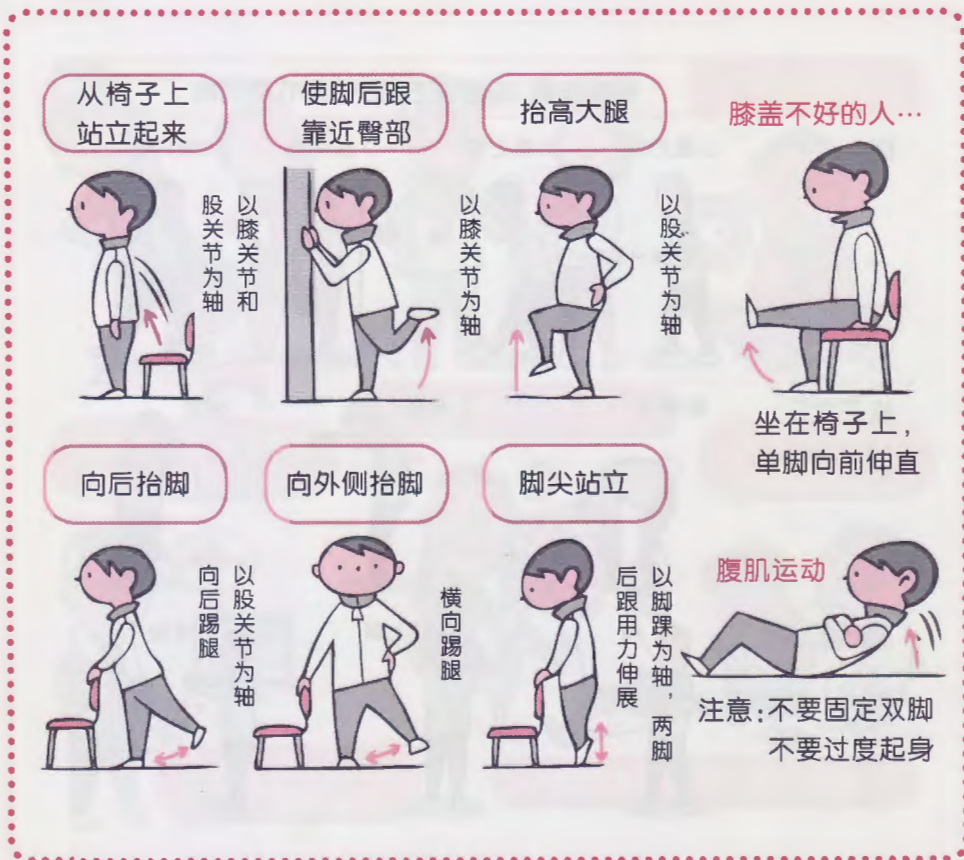 从椅子上
站立起来
以膝关节和
股关节为轴
使脚后跟
靠近臀部
以膝关节为轴
抬高大腿
以股关节为轴
膝盖不好的人…
坐在椅子上，
单脚向前伸直
向后抬脚
以股关节为轴
向后踢腿
向外侧抬脚
横向踢腿
脚尖站立
以脚踝为轴，两脚
后跟用力伸展
腹肌运动
注意：不要固定双脚
不要过度起身